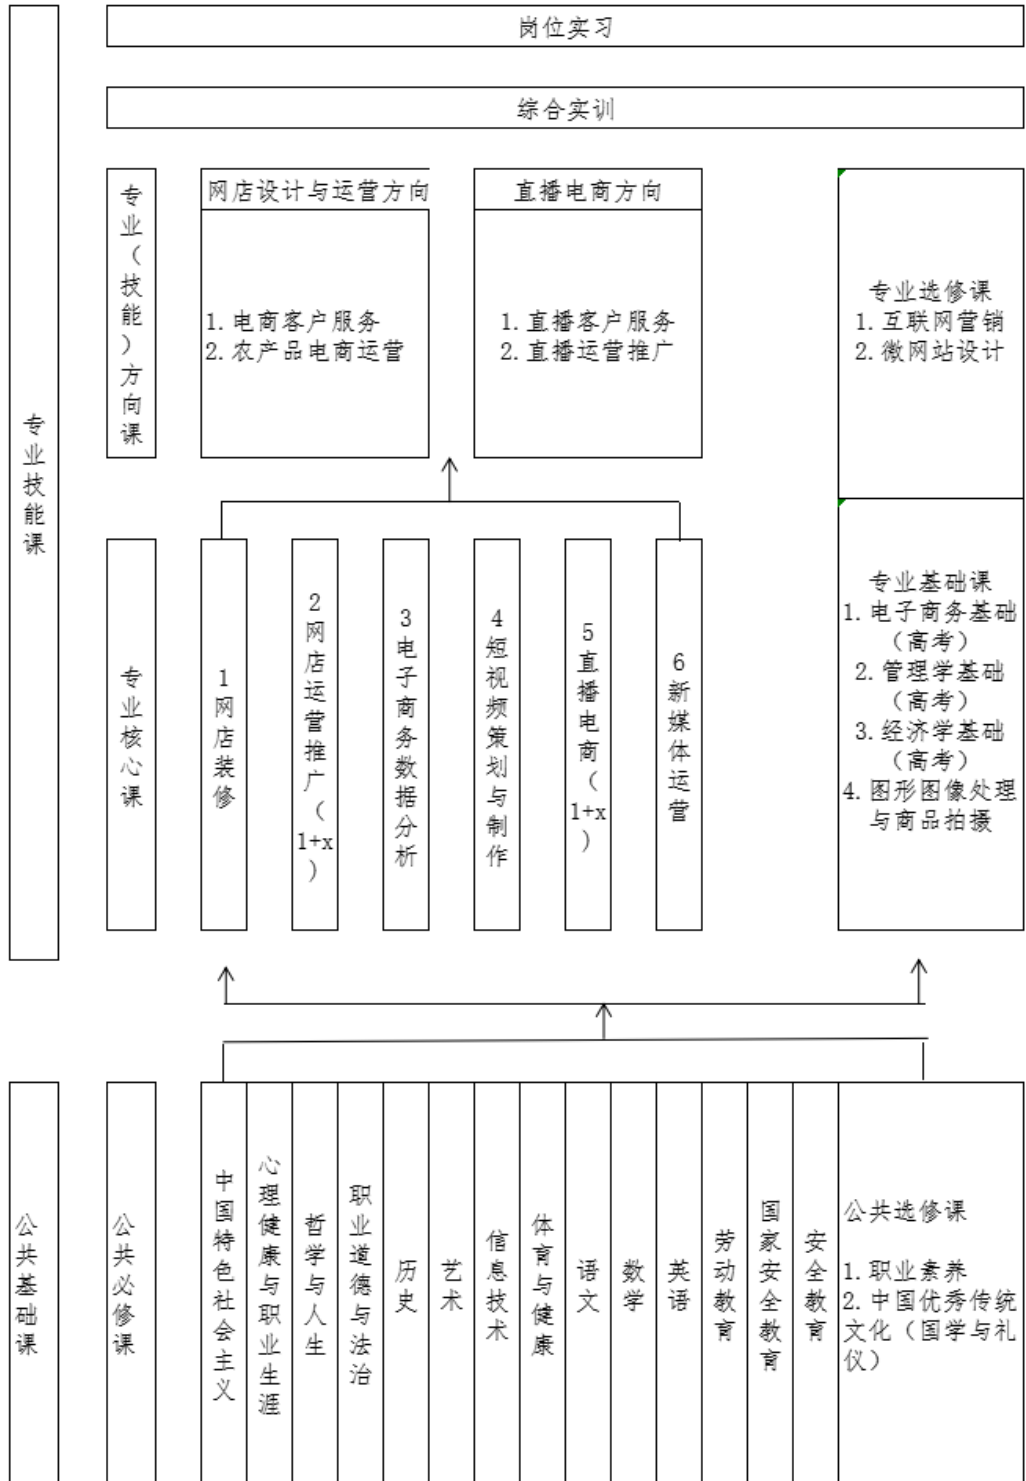 岗位实习
综合实训
专业技能课
专业（技能）方向课
网店设计与运营方向
1.电商客户服务
2.农产品电商运营
直播电商方向
1.直播客户服务
2.直播运营推广
专业选修课
1.互联网营销
2.微网站设计
专业核心课
1网店装修
2网店运营推广（1+x）
3电子商务数据分析
4短视频策划与制作
5直播电商（1+x）
6新媒体运营
专业基础课
1.电子商务基础
（高考）
2.管理学基础
（高考）
3.经济学基础
（高考）
4.图形图像处理
与商品拍摄
公共基础课
公共必修课
中国特色社会主义
心理健康与职业生涯
哲学与人生
职业道德与法治
历史
艺术
信息技术
体育与健康
语文
数学
英语
劳动教育
国家安全教育
安全教育
公共选修课
1.职业素养
2.中国优秀传统
文化（国学与礼
仪）